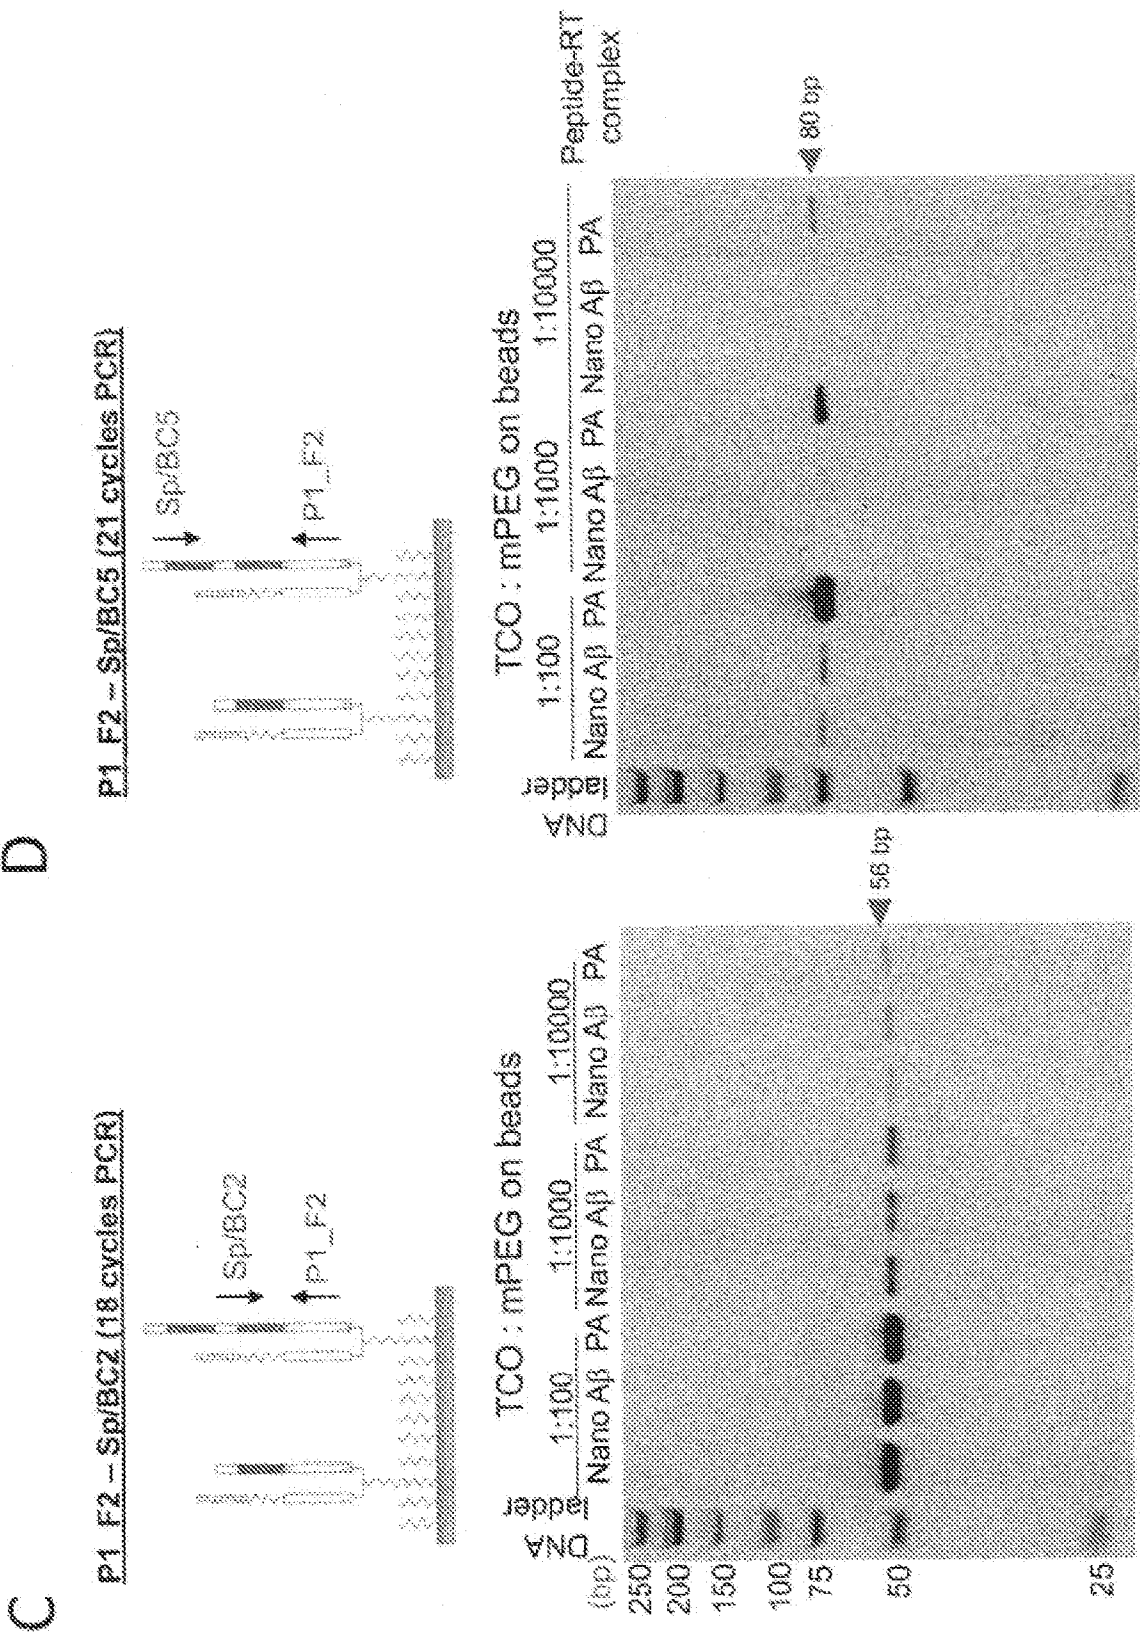 C
P1_F2 – Sp/BC2 (18 cycles PCR)
Sp/BC2
P1_F2
TCO : mPEG on beads
1:100 1:1000 1:10000
DNA ladder
Nano Aβ PA Nano Aβ PA Nano Aβ PA
(bp)
250
200
150
100
75
50
25
56 bp
D
P1_F2 – Sp/BC5 (21 cycles PCR)
Sp/BC5
P1_F2
TCO : mPEG on beads
1:100 1:1000 1:10000
DNA ladder
Nano Aβ PA Nano Aβ PA Nano Aβ PA
Peptide-RT
complex
80 bp